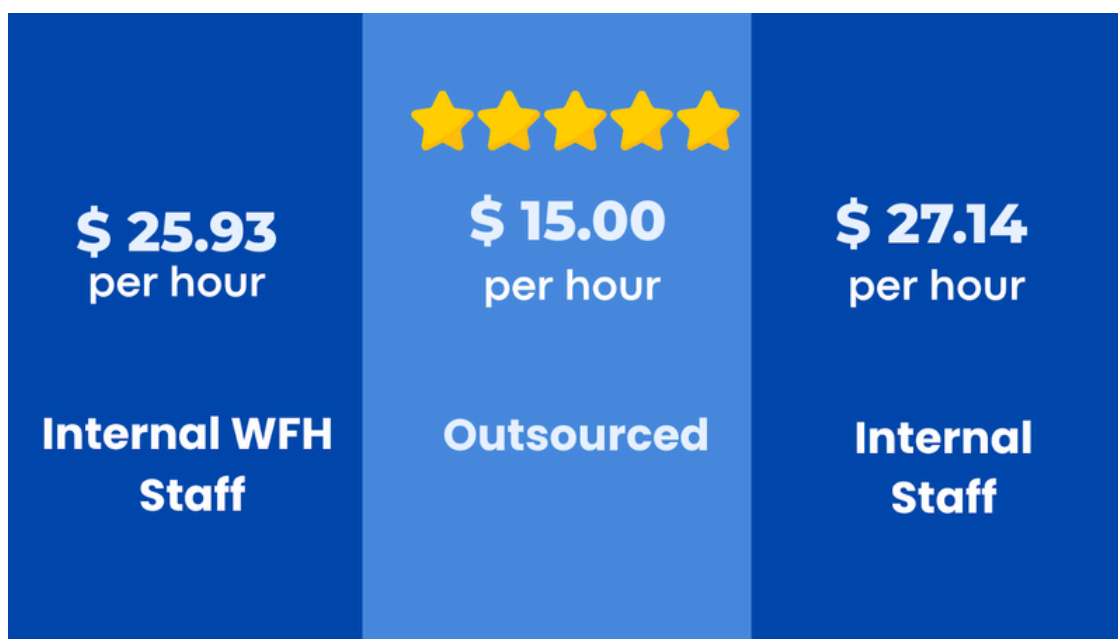 $ 25.93
per hour
Internal WFH
Staff
$ 15.00
per hour
Outsourced
$ 27.14
per hour
Internal
Staff